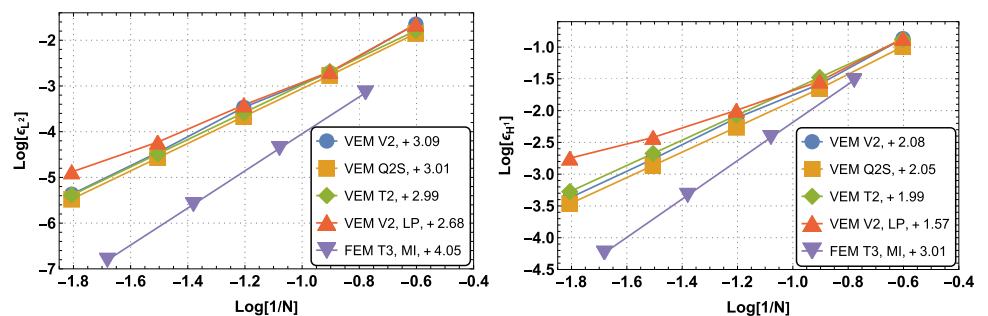 Log[ϵL²]
−2
−3
−4
−5
−6
−7
VEM V2, + 3.09
VEM Q2S, + 3.01
VEM T2, + 2.99
VEM V2, LP, + 2.68
FEM T3, MI, + 4.05
−1.8 −1.6 −1.4 −1.2 −1.0 −0.8 −0.6 −0.4
Log[1/N]
Log[ϵH¹]
−1.0
−1.5
−2.0
−2.5
−3.0
−3.5
−4.0
−4.5
VEM V2, + 2.08
VEM Q2S, + 2.05
VEM T2, + 1.99
VEM V2, LP, + 1.57
FEM T3, MI, + 3.01
−1.8 −1.6 −1.4 −1.2 −1.0 −0.8 −0.6 −0.4
Log[1/N]